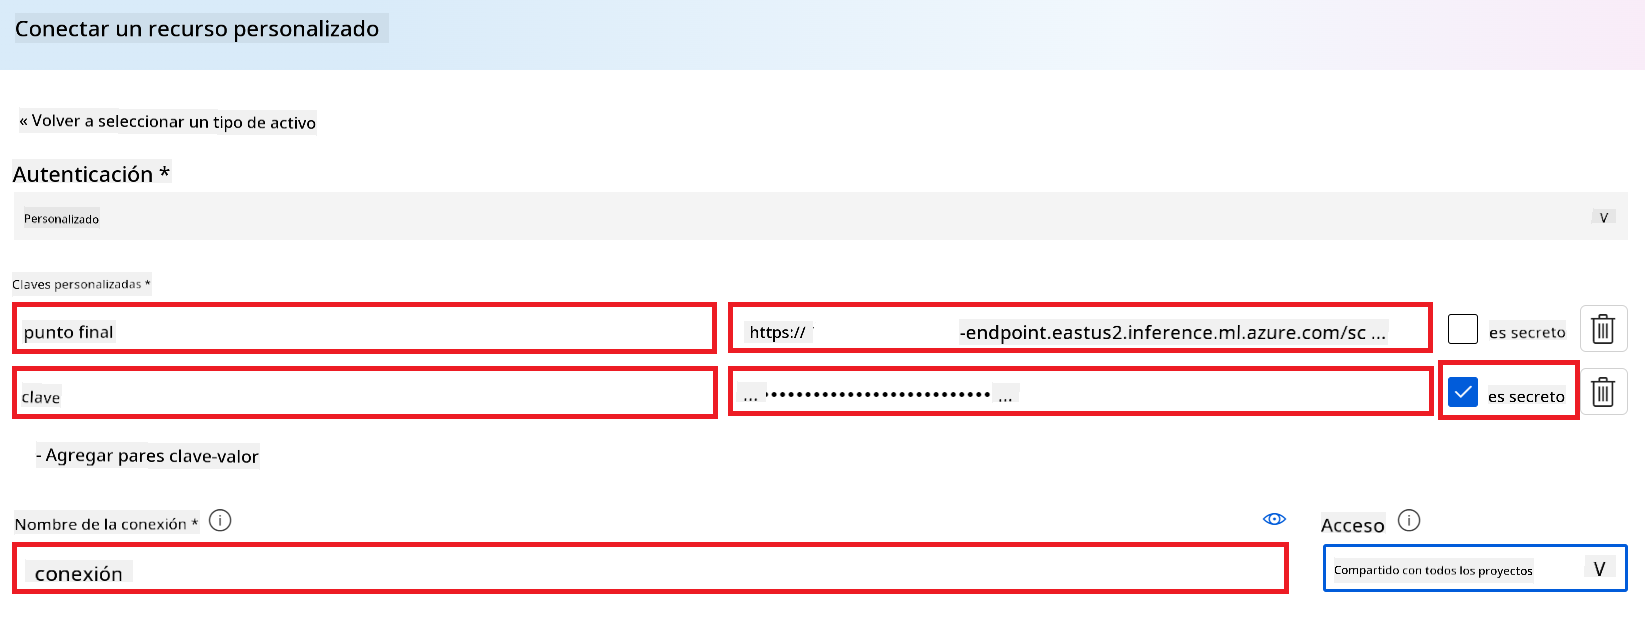 Conectar un recurso personalizado
« Volver a seleccionar un tipo de activo
Autenticación *
Personalizado V
Claves personalizadas *
punto final https:// -endpoint.eastus2.inference.ml.azure.com/sc ... es secreto
clave ... •••••••••••••••••••••••••••• ... es secreto
- Agregar pares clave-valor
Nombre de la conexión * Acceso
conexión Compartido con todos los proyectos V